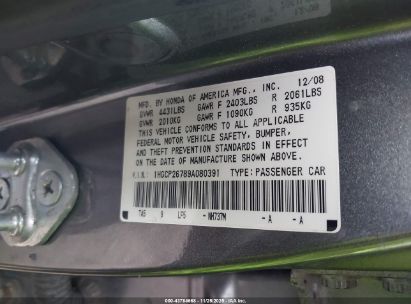 MFD. BY HONDA OF AMERICA MFG., INC. 12/08
GVWR 4431LBS GAWR F 2403LBS R 2061LBS
GVWR 2010KG GAWR F 1090KG R 935KG
THIS VEHICLE CONFORMS TO ALL APPLICABLE
FEDERAL MOTOR VEHICLE SAFETY, BUMPER,
AND THEFT PREVENTION STANDARDS IN EFFECT
ON THE DATE OF MANUFACTURE SHOWN ABOVE.
V.I.N. 1HGCP26789A080391 TYPE: PASSENGER CAR
NH737M -A -A